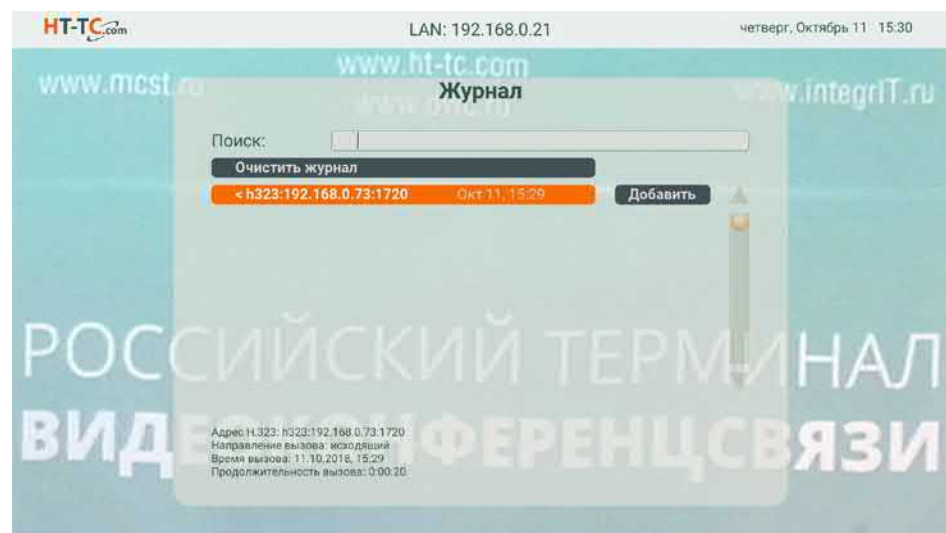 HT-TC.com LAN: 192.168.0.21 четверг, Октябрь 11 15:30
www.ht-tc.com
www.mcst.ru www.integrIT.ru
Журнал
Поиск:
Очистить журнал
< h323:192.168.0.73:1720 Окт 11, 15:29 Добавить
РОССИЙСКИЙ ТЕРМИНАЛ
ВИДЕОКОНФЕРЕНЦСВЯЗИ
Адрес H.323: h323:192.168.0.73:1720
Направление вызова: исходящий
Время вызова: 11.10.2018, 15:29
Продолжительность вызова: 0:00:20